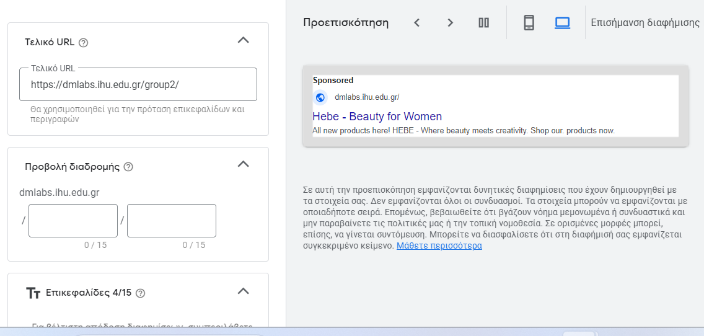 Τελικό URL
Τελικό URL
https://dmlabs.ihu.edu.gr/group2/
Θα χρησιμοποιηθεί για την πρόταση επικεφαλίδων και
περιγραφών
Προβολή διαδρομής
dmlabs.ihu.edu.gr
/ /
0 / 15 0 / 15
Επικεφαλίδες 4/15
Προεπισκόπηση
Επισήμανση διαφήμισης
Sponsored
dmlabs.ihu.edu.gr/
Hebe - Beauty for Women
All new products here! HEBE - Where beauty meets creativity. Shop our products now.
Σε αυτή την προεπισκόπηση εμφανίζονται δυνητικές διαφημίσεις που έχουν δημιουργηθεί με
τα στοιχεία σας. Δεν εμφανίζονται όλοι οι συνδυασμοί. Τα στοιχεία μπορούν να εμφανίζονται με
οποιαδήποτε σειρά. Επομένως, βεβαιωθείτε ότι βγάζουν νόημα μεμονωμένα ή συνδυαστικά και
μην παραβαίνετε τις πολιτικές μας ή την τοπική νομοθεσία. Σε ορισμένες μορφές μπορεί,
επίσης, να γίνεται συντόμευση. Μπορείτε να διασφαλίσετε ότι στη διαφήμισή σας εμφανίζεται
συγκεκριμένο κείμενο. Μάθετε περισσότερα